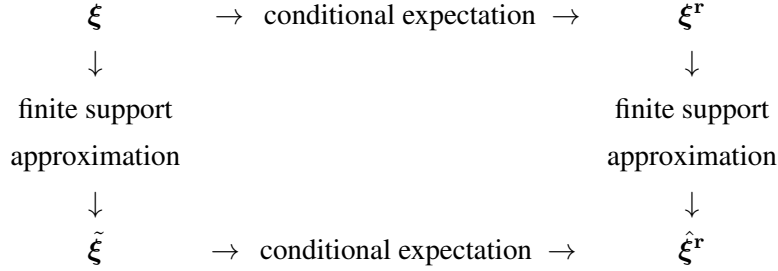 ξ → conditional expectation → ξ^r
↓ ↓
finite support finite support
approximation approximation
↓ ↓
ξ̃ → conditional expectation → ξ̂^r